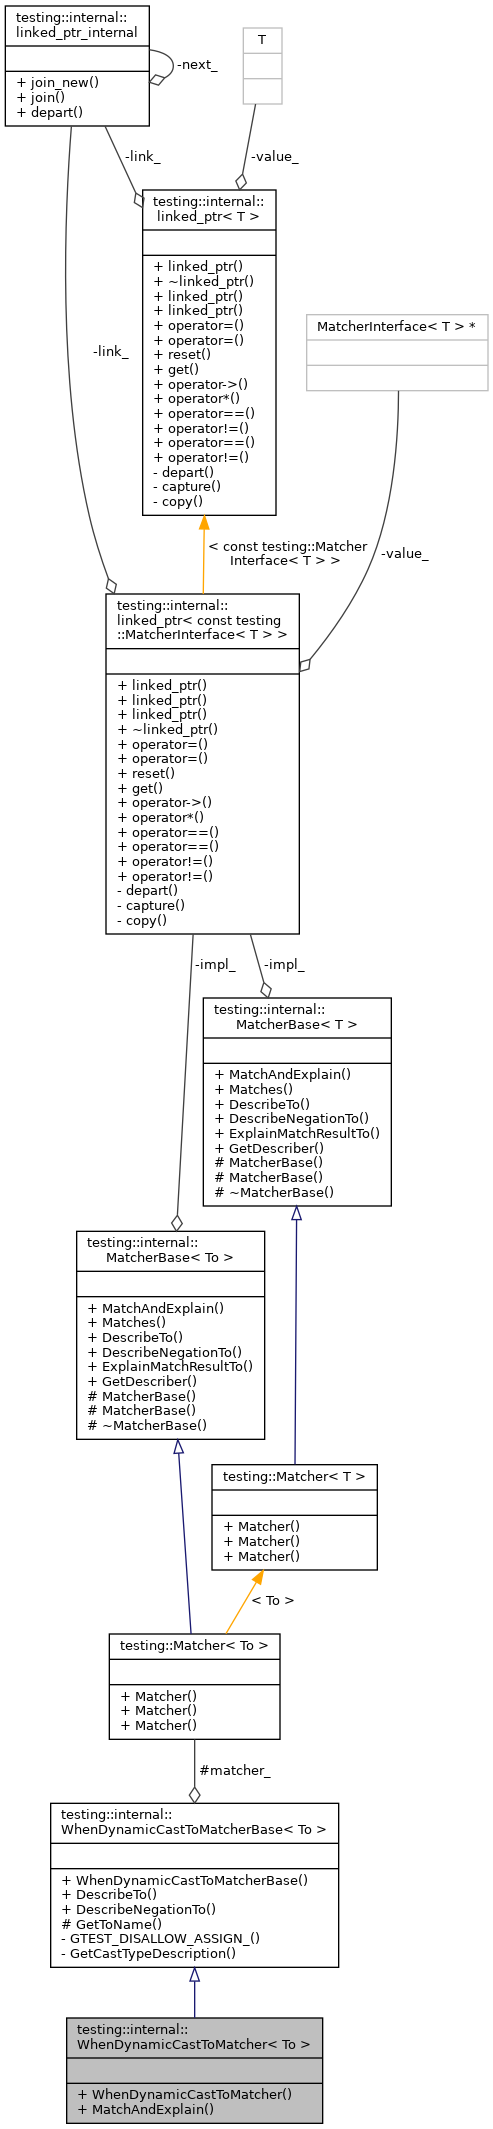 testing::internal::
linked_ptr_internal
+ join_new()
+ join()
+ depart()
-next_
T
-link_
-value_
testing::internal::
linked_ptr< T >
+ linked_ptr()
+ ~linked_ptr()
+ linked_ptr()
+ linked_ptr()
+ operator=()
+ operator=()
+ reset()
+ get()
+ operator->()
+ operator*()
+ operator==()
+ operator!=()
+ operator==()
+ operator!=()
- depart()
- capture()
- copy()
MatcherInterface< T > *
-link_
< const testing::Matcher
Interface< T > >
-value_
testing::internal::
linked_ptr< const testing
::MatcherInterface< T > >
+ linked_ptr()
+ linked_ptr()
+ linked_ptr()
+ ~linked_ptr()
+ operator=()
+ operator=()
+ reset()
+ get()
+ operator->()
+ operator*()
+ operator==()
+ operator==()
+ operator!=()
+ operator!=()
- depart()
- capture()
- copy()
-impl_
-impl_
testing::internal::
MatcherBase< T >
+ MatchAndExplain()
+ Matches()
+ DescribeTo()
+ DescribeNegationTo()
+ ExplainMatchResultTo()
+ GetDescriber()
# MatcherBase()
# MatcherBase()
# ~MatcherBase()
testing::internal::
MatcherBase< To >
+ MatchAndExplain()
+ Matches()
+ DescribeTo()
+ DescribeNegationTo()
+ ExplainMatchResultTo()
+ GetDescriber()
# MatcherBase()
# MatcherBase()
# ~MatcherBase()
testing::Matcher< T >
+ Matcher()
+ Matcher()
+ Matcher()
< To >
testing::Matcher< To >
+ Matcher()
+ Matcher()
+ Matcher()
#matcher_
testing::internal::
WhenDynamicCastToMatcherBase< To >
+ WhenDynamicCastToMatcherBase()
+ DescribeTo()
+ DescribeNegationTo()
# GetToName()
- GTEST_DISALLOW_ASSIGN_()
- GetCastTypeDescription()
testing::internal::
WhenDynamicCastToMatcher< To >
+ WhenDynamicCastToMatcher()
+ MatchAndExplain()